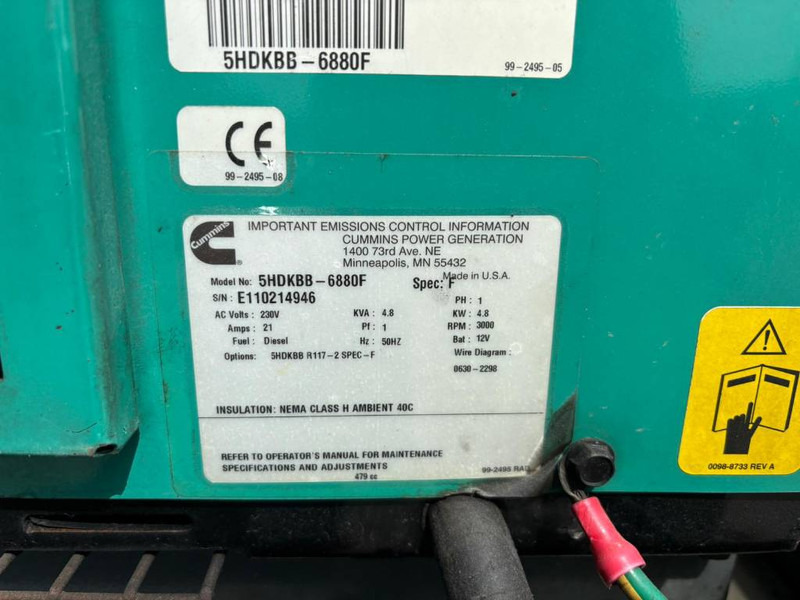 5HDKBB-6880F
99-2495-05
CE
99-2495-08
Cummins
IMPORTANT EMISSIONS CONTROL INFORMATION
CUMMINS POWER GENERATION
1400 73rd Ave. NE
Minneapolis, MN 55432
Made in U.S.A.
Model No: 5HDKBB-6880F Spec: F
S/N: E110214946 PH: 1
AC Volts: 230V KVA: 4.8 KW: 4.8
Amps: 21 Pf: 1 RPM: 3000
Fuel: Diesel Hz: 50HZ Bat: 12V
Options: 5HDKBB R117-2 SPEC-F Wire Diagram:
0630-2298
INSULATION: NEMA CLASS H AMBIENT 40C
REFER TO OPERATOR'S MANUAL FOR MAINTENANCE
SPECIFICATIONS AND ADJUSTMENTS 99-2495 RAD
479 cc
0098-8733 REV A